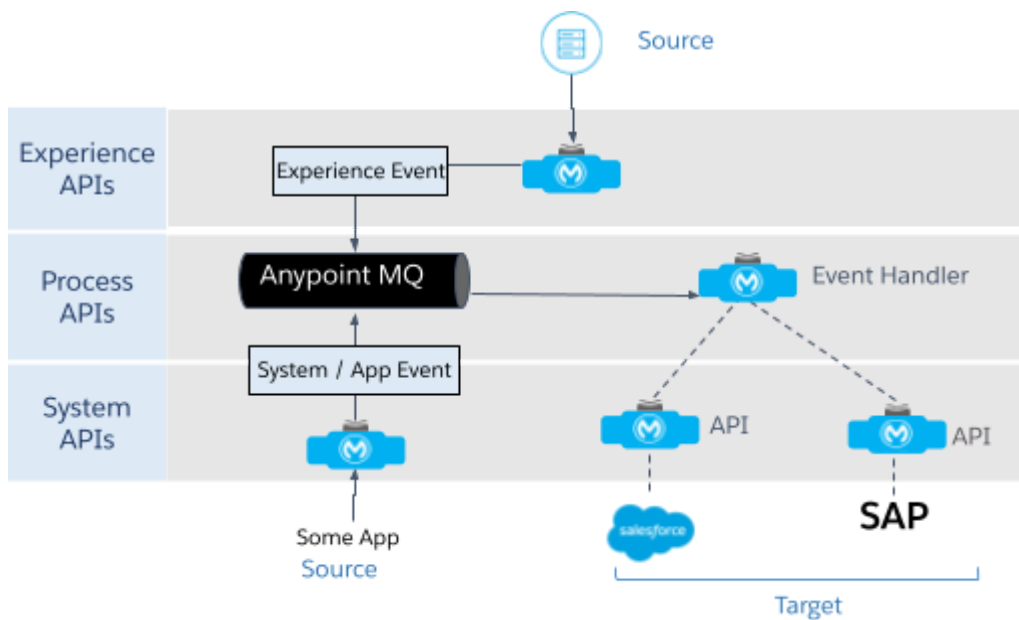 Source
Experience
APIs
Experience Event
Process
APIs
Anypoint MQ
Event Handler
System / App Event
System
APIs
API
API
Some App
Source
salesforce
SAP
Target